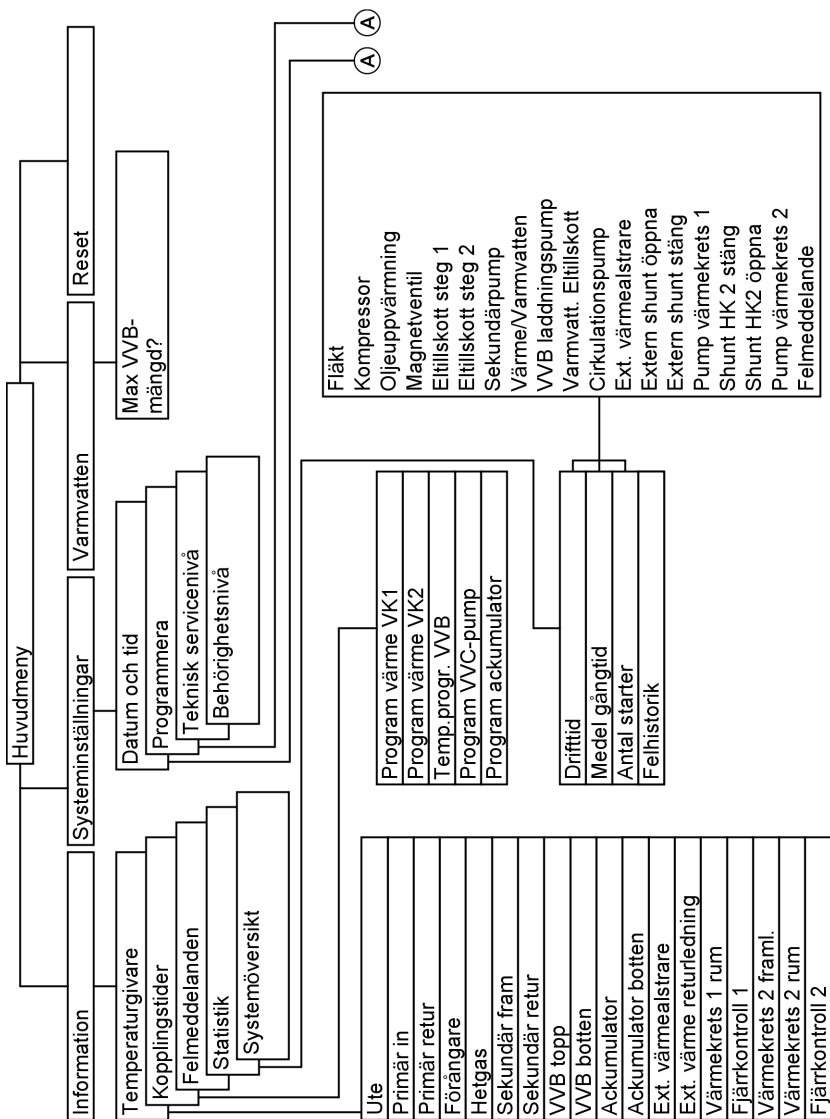 Huvudmeny
Information
Systeminställningar
Varmvatten
Reset
Temperaturgivare
Kopplingstider
Felmeddelanden
Statistik
Systemöversikt
Datum och tid
Programmera
Teknisk servicenivå
Behörighetsnivå
Max VVB-
mängd?
A
A
Ute
Primär in
Primär retur
Förångare
Hetgas
Sekundär fram
Sekundär retur
VVB topp
VVB botten
Ackumulator
Ackumulator botten
Ext. värmealstrare
Ext. värme returledning
Värmekrets 1 rum
Fjärrkontroll 1
Värmekrets 2 framl.
Värmekrets 2 rum
Fjärrkontroll 2
Program värme VK1
Program värme VK2
Temp.progr. VVB
Program VVC-pump
Program ackumulator
Drifttid
Medel gångtid
Antal starter
Felhistorik
Fläkt
Kompressor
Oljeuppvärmning
Magnetventil
Eltillskott steg 1
Eltillskott steg 2
Sekundärpump
Värme/Varmvatten
VVB laddningspump
Varmvatt. Eltillskott
Cirkulationspump
Ext. värmealstrare
Extern shunt öppna
Extern shunt stäng
Pump värmekrets 1
Shunt HK 2 stäng
Shunt HK2 öppna
Pump värmekrets 2
Felmeddelande